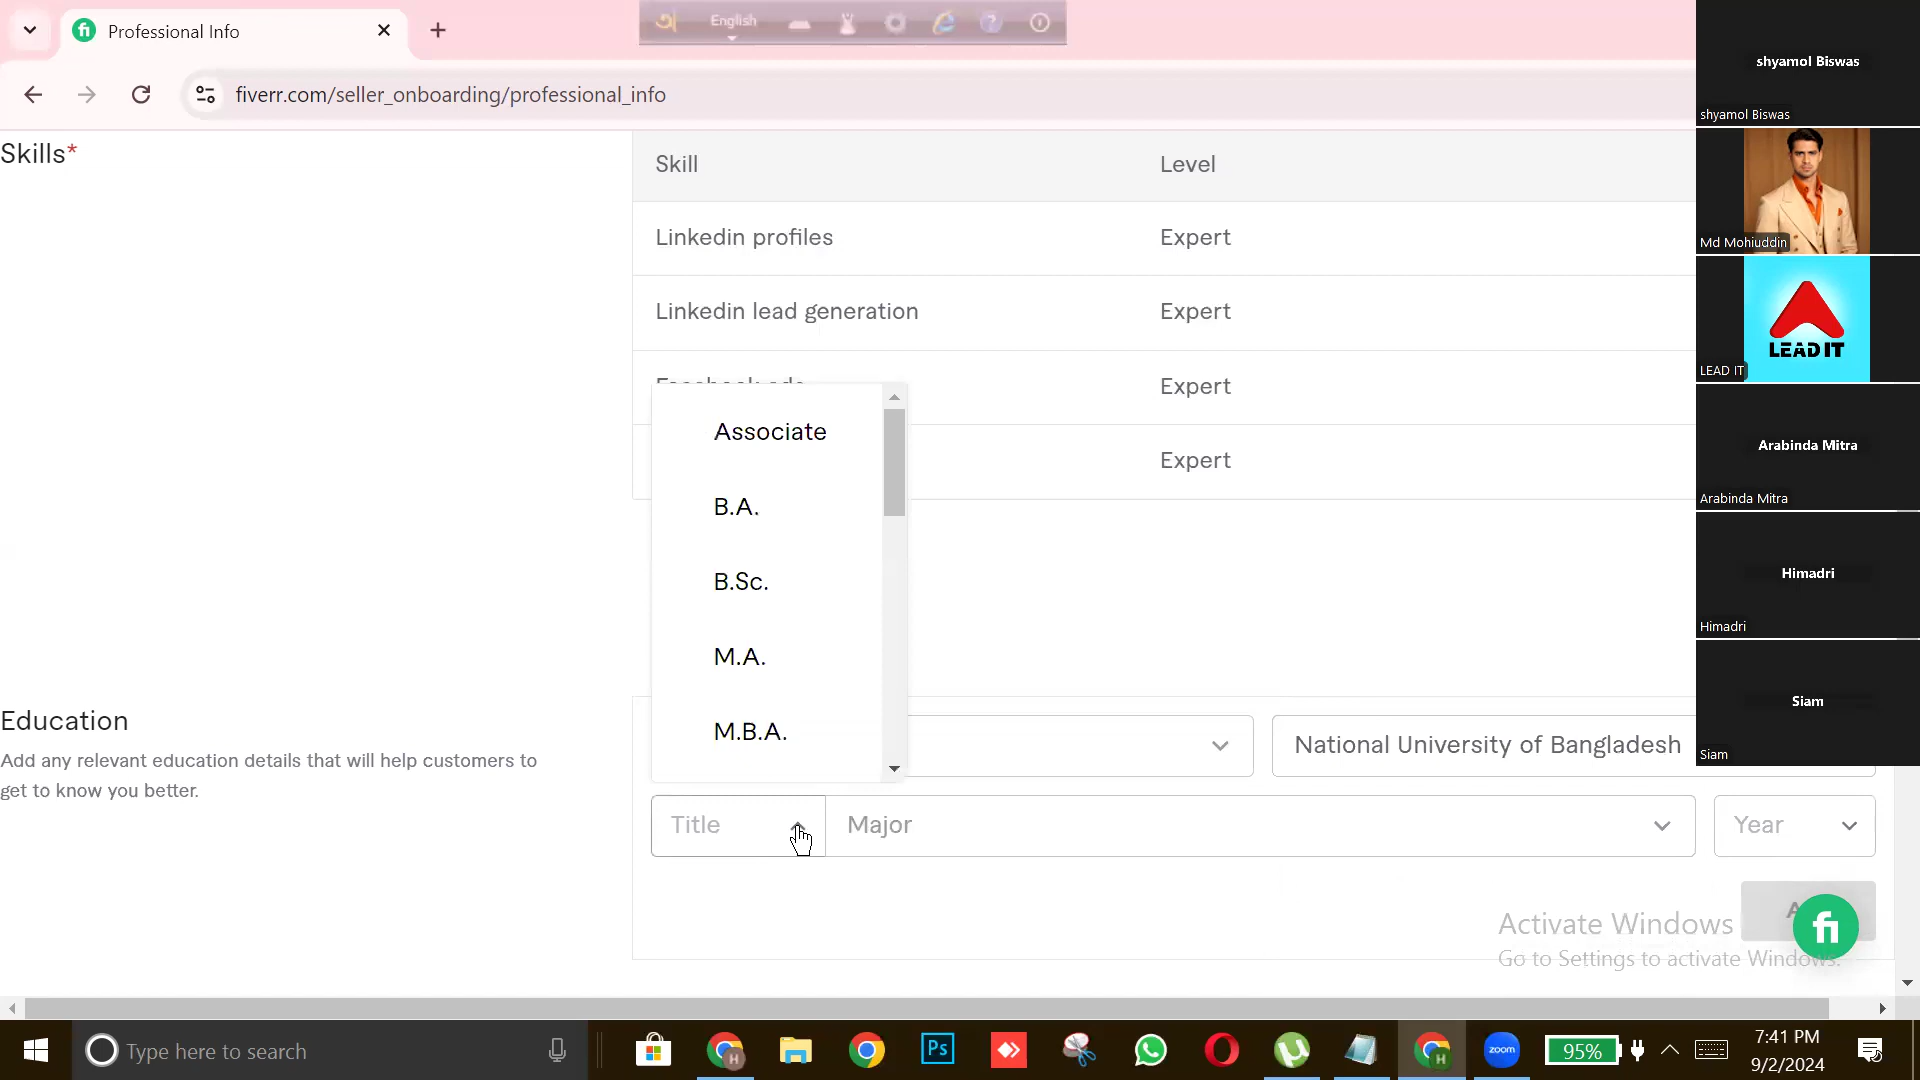 Professional Info
English
fiverr.com/seller_onboarding/professional_info
Skills*
Skill Level
Linkedin profiles Expert
Linkedin lead generation Expert
Expert
Expert
Associate
B.A.
B.Sc.
M.A.
M.B.A.
Education
Add any relevant education details that will help customers to
get to know you better.
National University of Bangladesh
Title Major Year
fi
Activate Windows
Go to Settings to activate Windows.
shyamol Biswas
shyamol Biswas
Md Mohiuddin
LEAD IT
LEAD IT
Arabinda Mitra
Arabinda Mitra
Himadri
Himadri
Siam
Siam
Type here to search
H
Ps
H
zoom
95%
7:41 PM
9/2/2024